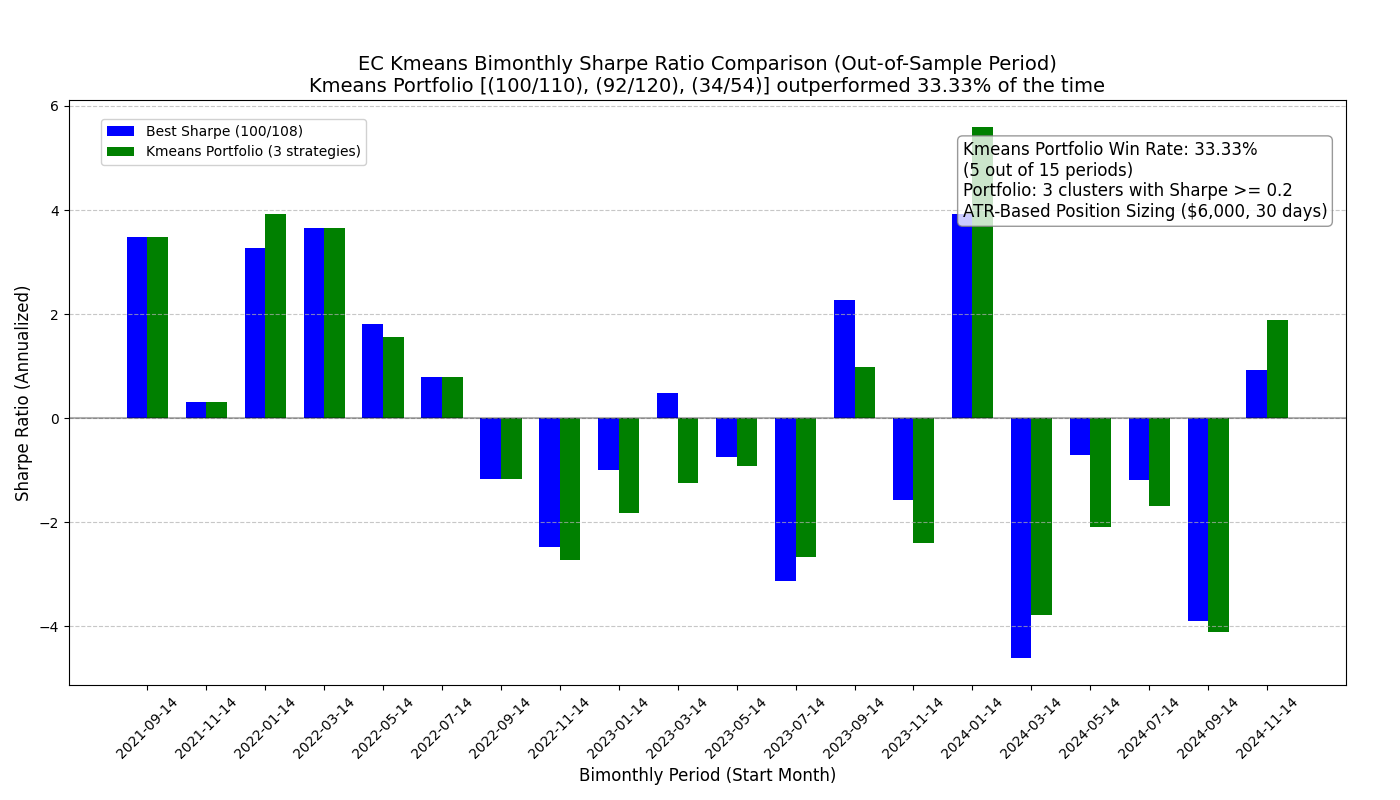 EC Kmeans Bimonthly Sharpe Ratio Comparison (Out-of-Sample Period)
Kmeans Portfolio [(100/110), (92/120), (34/54)] outperformed 33.33% of the time
Best Sharpe (100/108)
Kmeans Portfolio (3 strategies)
Kmeans Portfolio Win Rate: 33.33%
(5 out of 15 periods)
Portfolio: 3 clusters with Sharpe >= 0.2
ATR-Based Position Sizing ($6,000, 30 days)
Sharpe Ratio (Annualized)
6
4
2
0
−2
−4
2021-09-14
2021-11-14
2022-01-14
2022-03-14
2022-05-14
2022-07-14
2022-09-14
2022-11-14
2023-01-14
2023-03-14
2023-05-14
2023-07-14
2023-09-14
2023-11-14
2024-01-14
2024-03-14
2024-05-14
2024-07-14
2024-09-14
2024-11-14
Bimonthly Period (Start Month)